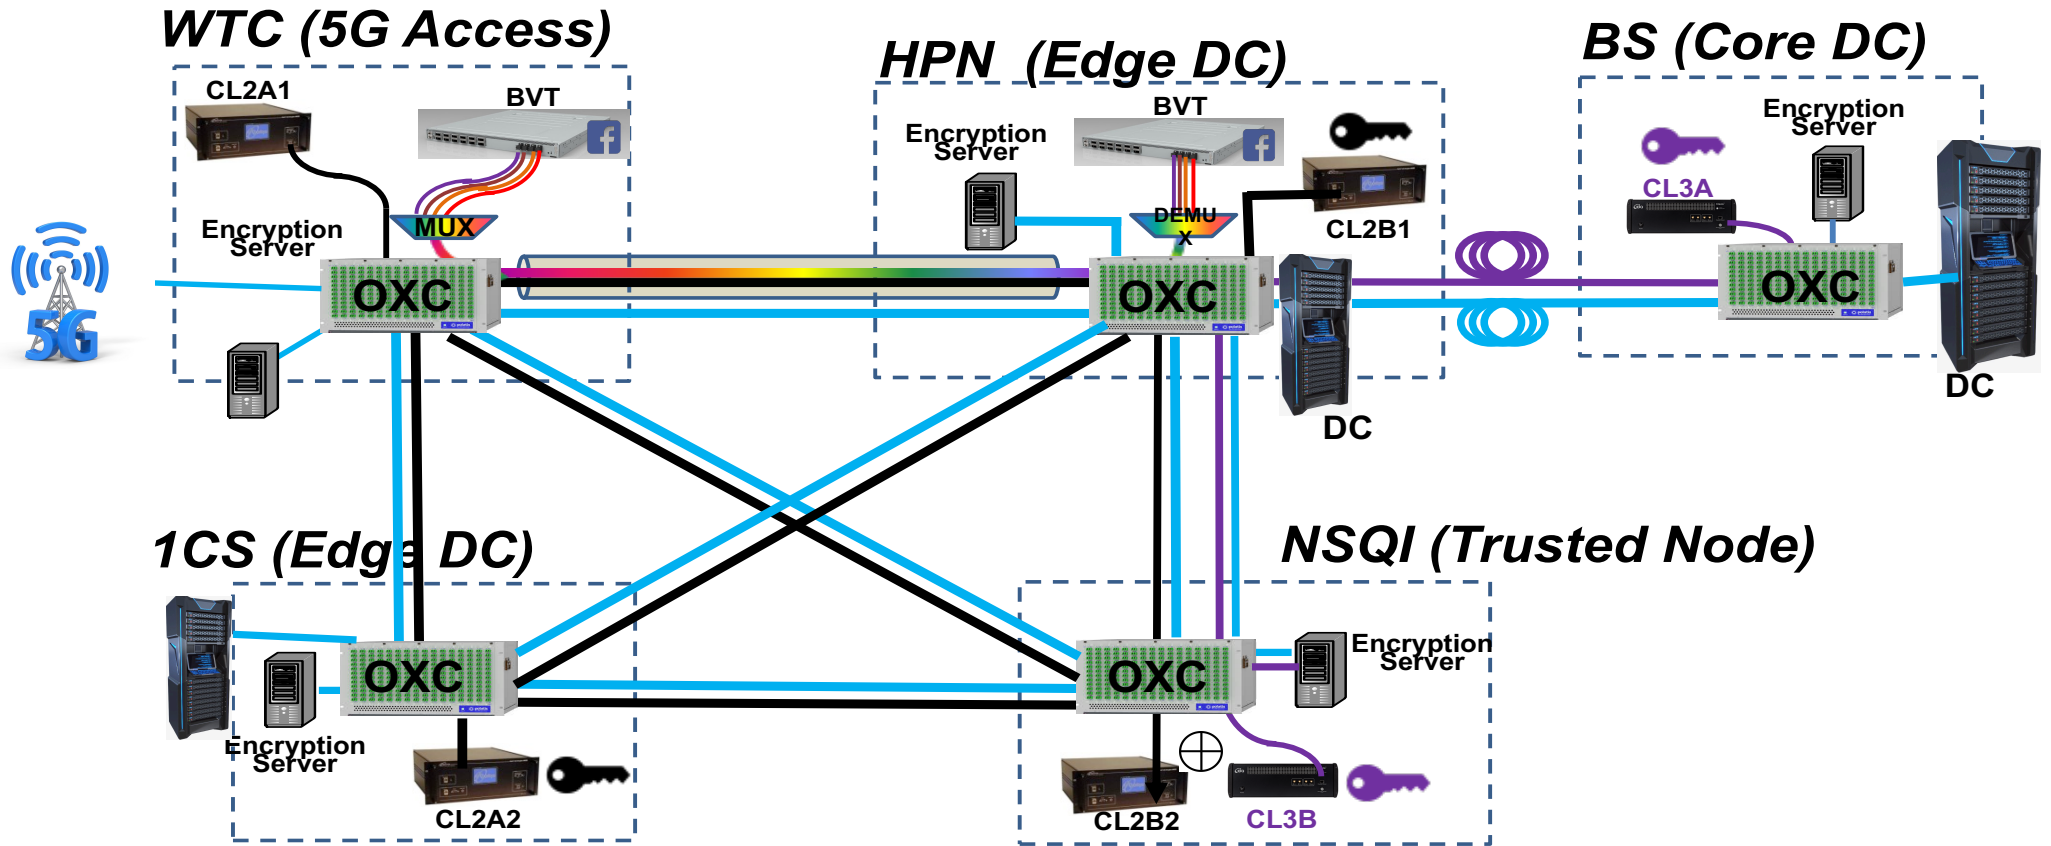 WTC (5G Access)
HPN (Edge DC)
BS (Core DC)
CL2A1
BVT
BVT
Encryption
Server
Encryption
Server
CL3A
MUX
DEMU
X
CL2B1
Encryption
Server
5G
OXC
OXC
OXC
DC
DC
1CS (Edge DC)
NSQI (Trusted Node)
OXC
OXC
Encryption
Server
Encryption
Server
CL2A2
CL2B2
CL3B